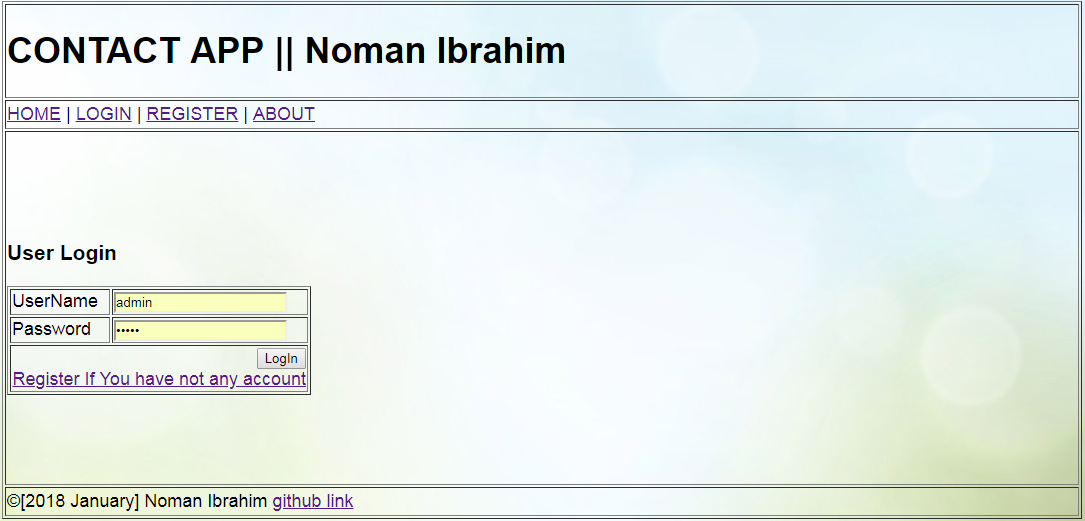 CONTACT APP || Noman Ibrahim
HOME | LOGIN | REGISTER | ABOUT
User Login
UserName admin
Password •••••
LogIn
Register If You have not any account
©[2018 January] Noman Ibrahim github link